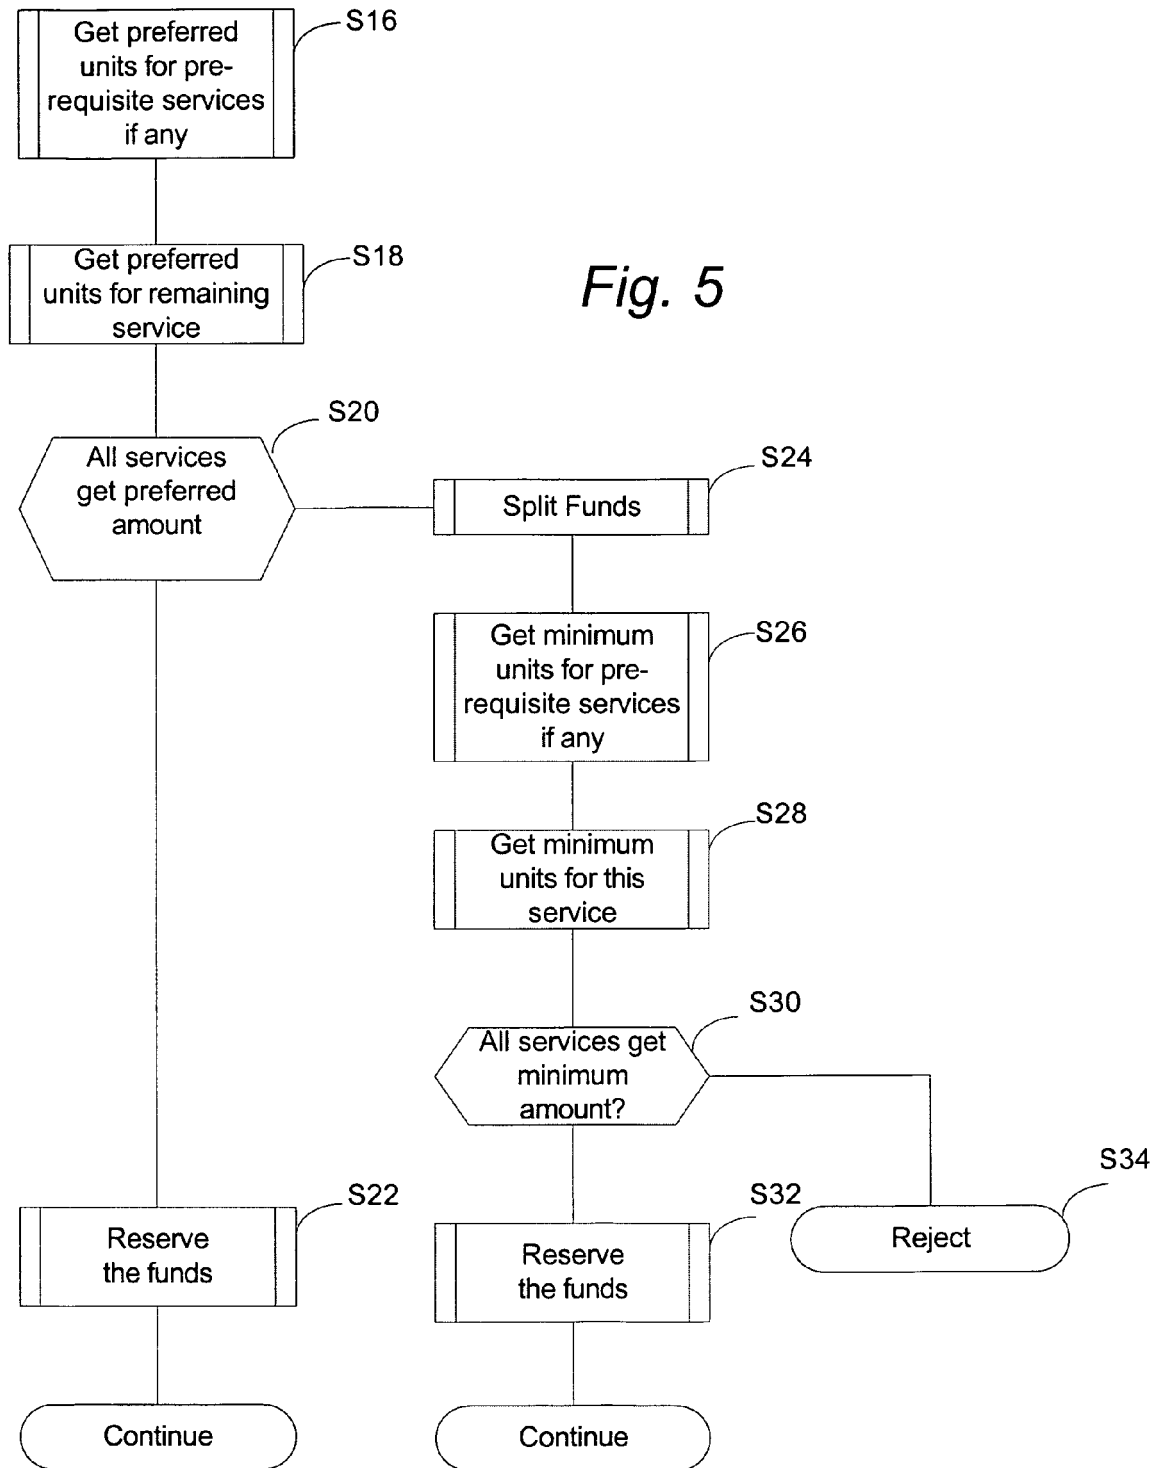 Get preferred
units for pre-
requisite services
if any
S16
Get preferred
units for remaining
service
S18
Fig. 5
All services
get preferred
amount
S20
Split Funds
S24
Get minimum
units for pre-
requisite services
if any
S26
Get minimum
units for this
service
S28
All services get
minimum
amount?
S30
Reserve
the funds
S22
Reserve
the funds
S32
Reject
S34
Continue
Continue